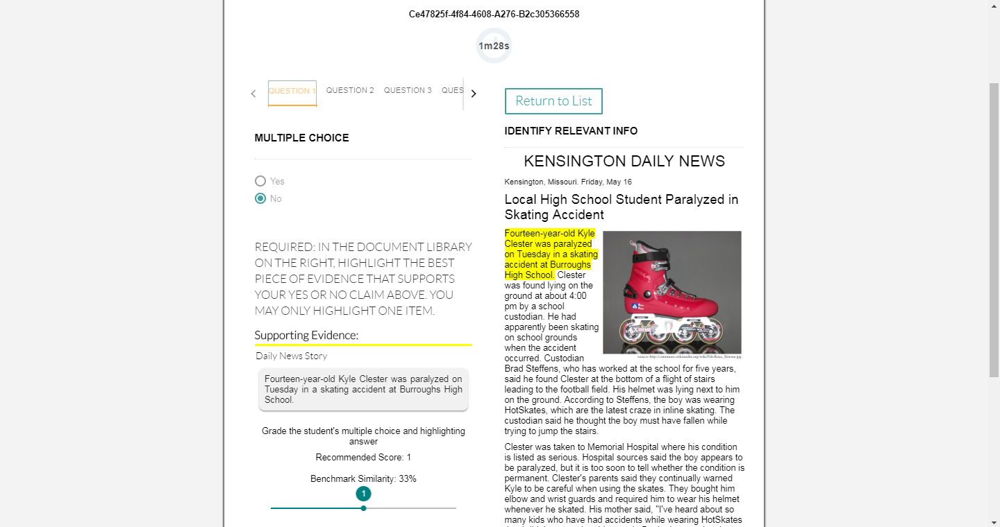 Ce47825f-4f84-4608-A276-B2c305366558
1m28s
QUESTION 1
QUESTION 2
QUESTION 3
QUES
MULTIPLE CHOICE
Yes
No
REQUIRED: IN THE DOCUMENT LIBRARY
ON THE RIGHT, HIGHLIGHT THE BEST
PIECE OF EVIDENCE THAT SUPPORTS
YOUR YES OR NO CLAIM ABOVE. YOU
MAY ONLY HIGHLIGHT ONE ITEM.
Supporting Evidence:
Daily News Story
Fourteen-year-old Kyle Clester was paralyzed on
Tuesday in a skating accident at Burroughs High
School.
Grade the student's multiple choice and highlighting
answer
Recommended Score: 1
Benchmark Similarity: 33%
1
Return to List
IDENTIFY RELEVANT INFO
KENSINGTON DAILY NEWS
Kensington, Missouri. Friday, May 16
Local High School Student Paralyzed in
Skating Accident
Fourteen-year-old Kyle
Clester was paralyzed
on Tuesday in a skating
accident at Burroughs
High School. Clester
was found lying on the
ground at about 4:00
pm by a school
custodian. He had
apparently been skating
on school grounds
when the accident
occurred. Custodian
Brad Steffens, who has worked at the school for five years,
said he found Clester at the bottom of a flight of stairs
leading to the football field. His helmet was lying next to him
on the ground. According to Steffens, the boy was wearing
HotSkates, which are the latest craze in inline skating. The
custodian said he thought the boy must have fallen while
trying to jump the stairs.
Clester was taken to Memorial Hospital where his condition
is listed as serious. Hospital sources said the boy appears to
be paralyzed, but it is too soon to tell whether the condition is
permanent. Clester's parents said they continually warned
Kyle to be careful when using the skates. They bought him
elbow and wrist guards and required him to wear his helmet
whenever he skated. His mother said, "I've heard about so
many kids who have had accidents while wearing HotSkates